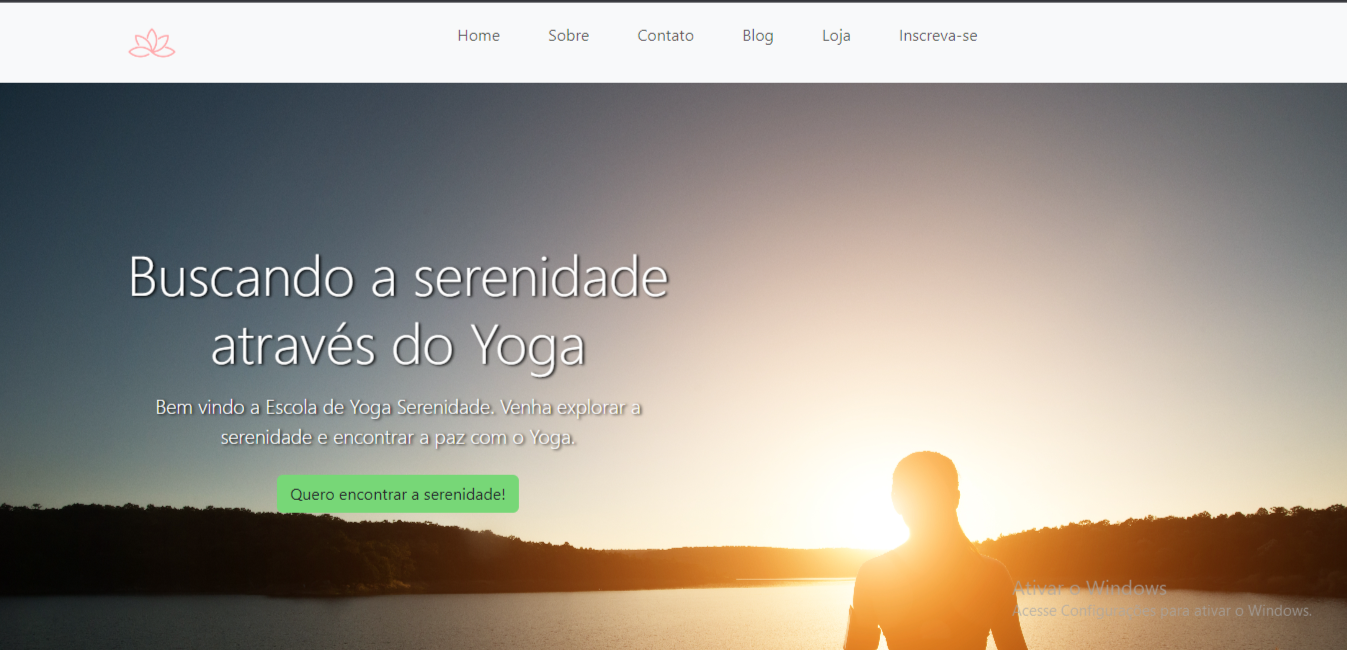 Home Sobre Contato Blog Loja Inscreva-se
Buscando a serenidade
através do Yoga
Bem vindo a Escola de Yoga Serenidade. Venha explorar a
serenidade e encontrar a paz com o Yoga.
Quero encontrar a serenidade!
Ativar o Windows
Acesse Configurações para ativar o Windows.